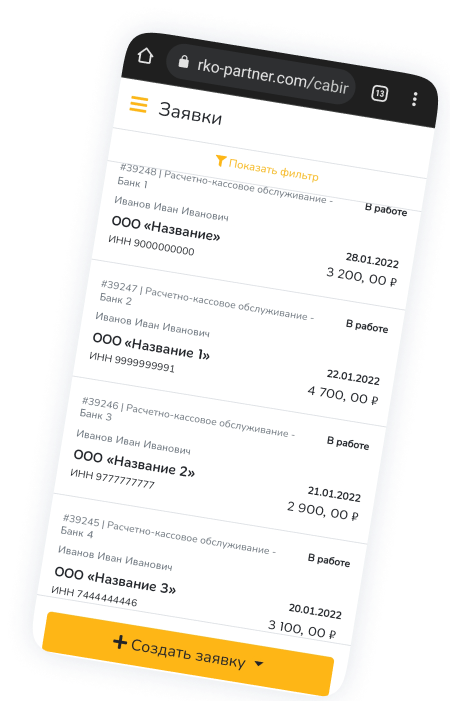 rko-partner.com/cabir
13
Заявки
Показать фильтр
#39248 | Расчетно-кассовое обслуживание -
Банк 1
В работе
Иванов Иван Иванович
ООО «Название»
ИНН 9000000000
28.01.2022
3 200, 00 ₽
#39247 | Расчетно-кассовое обслуживание -
Банк 2
В работе
Иванов Иван Иванович
ООО «Название 1»
ИНН 9999999991
22.01.2022
4 700, 00 ₽
#39246 | Расчетно-кассовое обслуживание -
Банк 3
В работе
Иванов Иван Иванович
ООО «Название 2»
ИНН 9777777777
21.01.2022
2 900, 00 ₽
#39245 | Расчетно-кассовое обслуживание -
Банк 4
В работе
Иванов Иван Иванович
ООО «Название 3»
ИНН 7444444446
20.01.2022
3 100, 00 ₽
Создать заявку